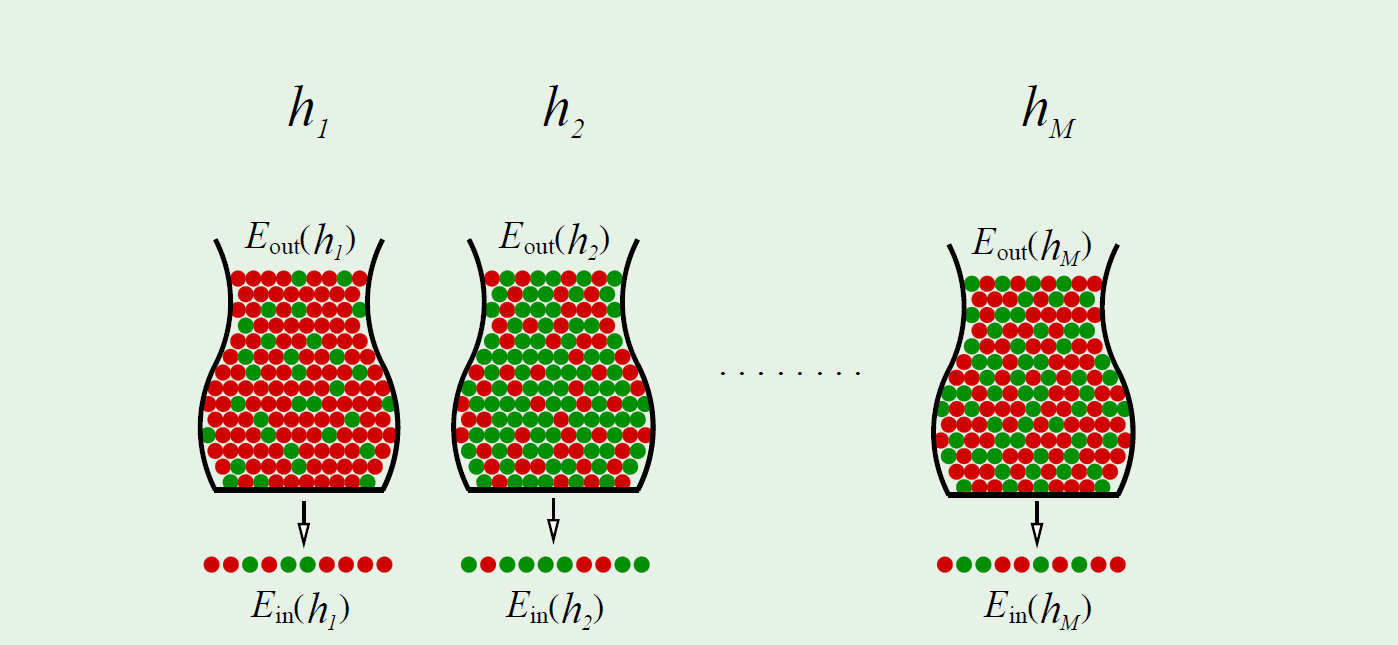 h1 h2 hM
Eout(h1) Eout(h2) Eout(hM)
. . . . . . . .
Ein(h1) Ein(h2) Ein(hM)